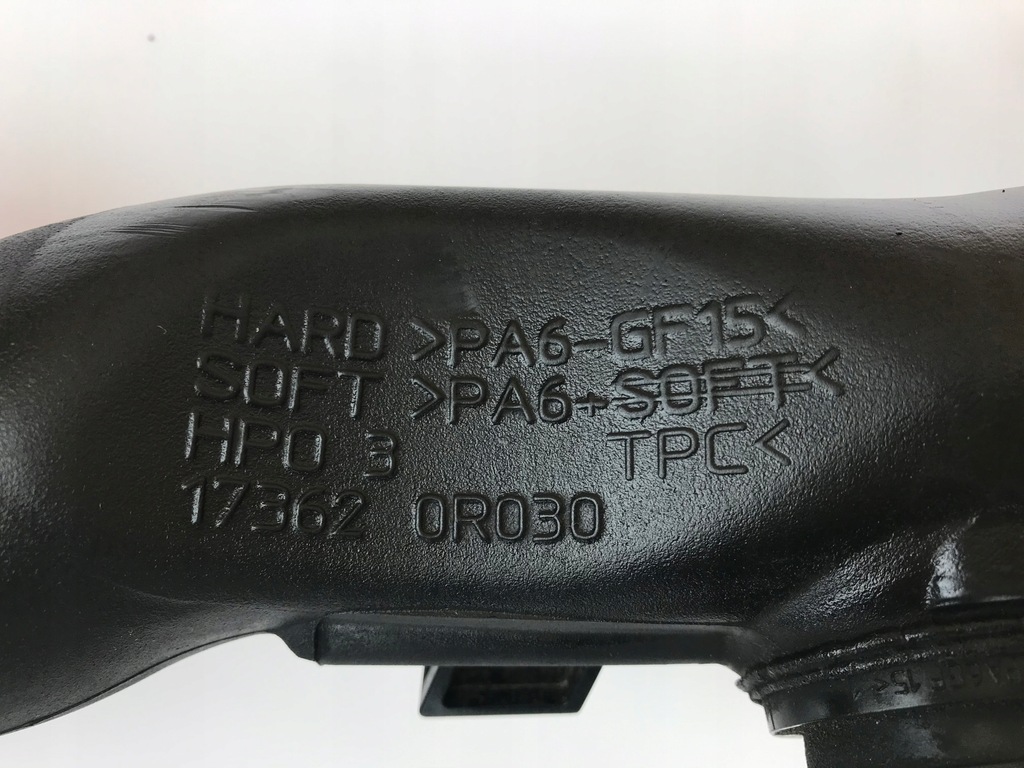 HARD >PA6-GF15<
SOFT >PA6+SOFT<
HPO 3 TPC<
17362 0R030